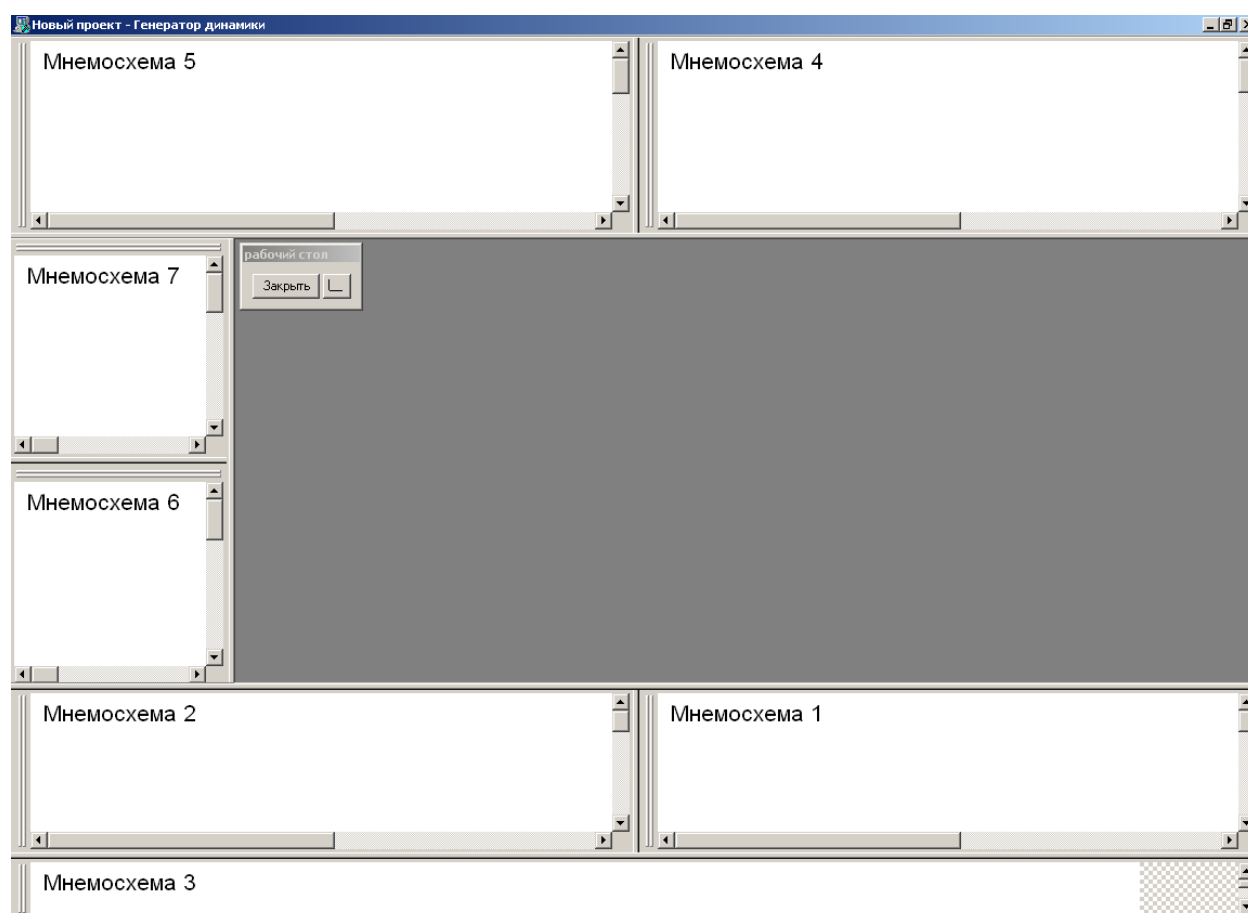 Новый проект - Генератор динамики
Мнемосхема 5
Мнемосхема 4
Мнемосхема 7
рабочий стол
Закрыть
Мнемосхема 6
Мнемосхема 2
Мнемосхема 1
Мнемосхема 3